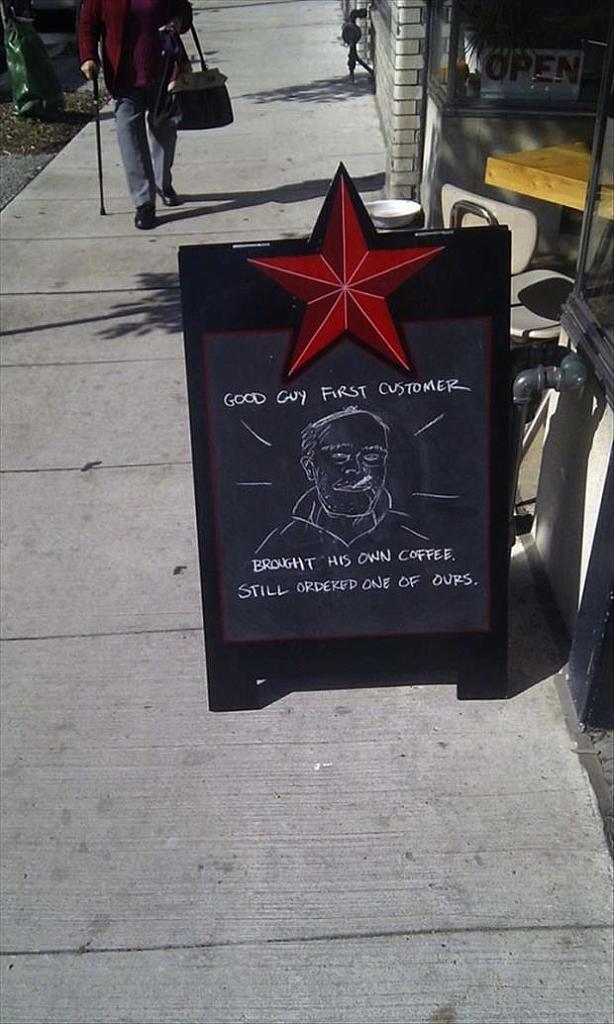 OPEN
GOOD GUY FIRST CUSTOMER
BROUGHT HIS OWN COFFEE.
STILL ORDERED ONE OF OURS.